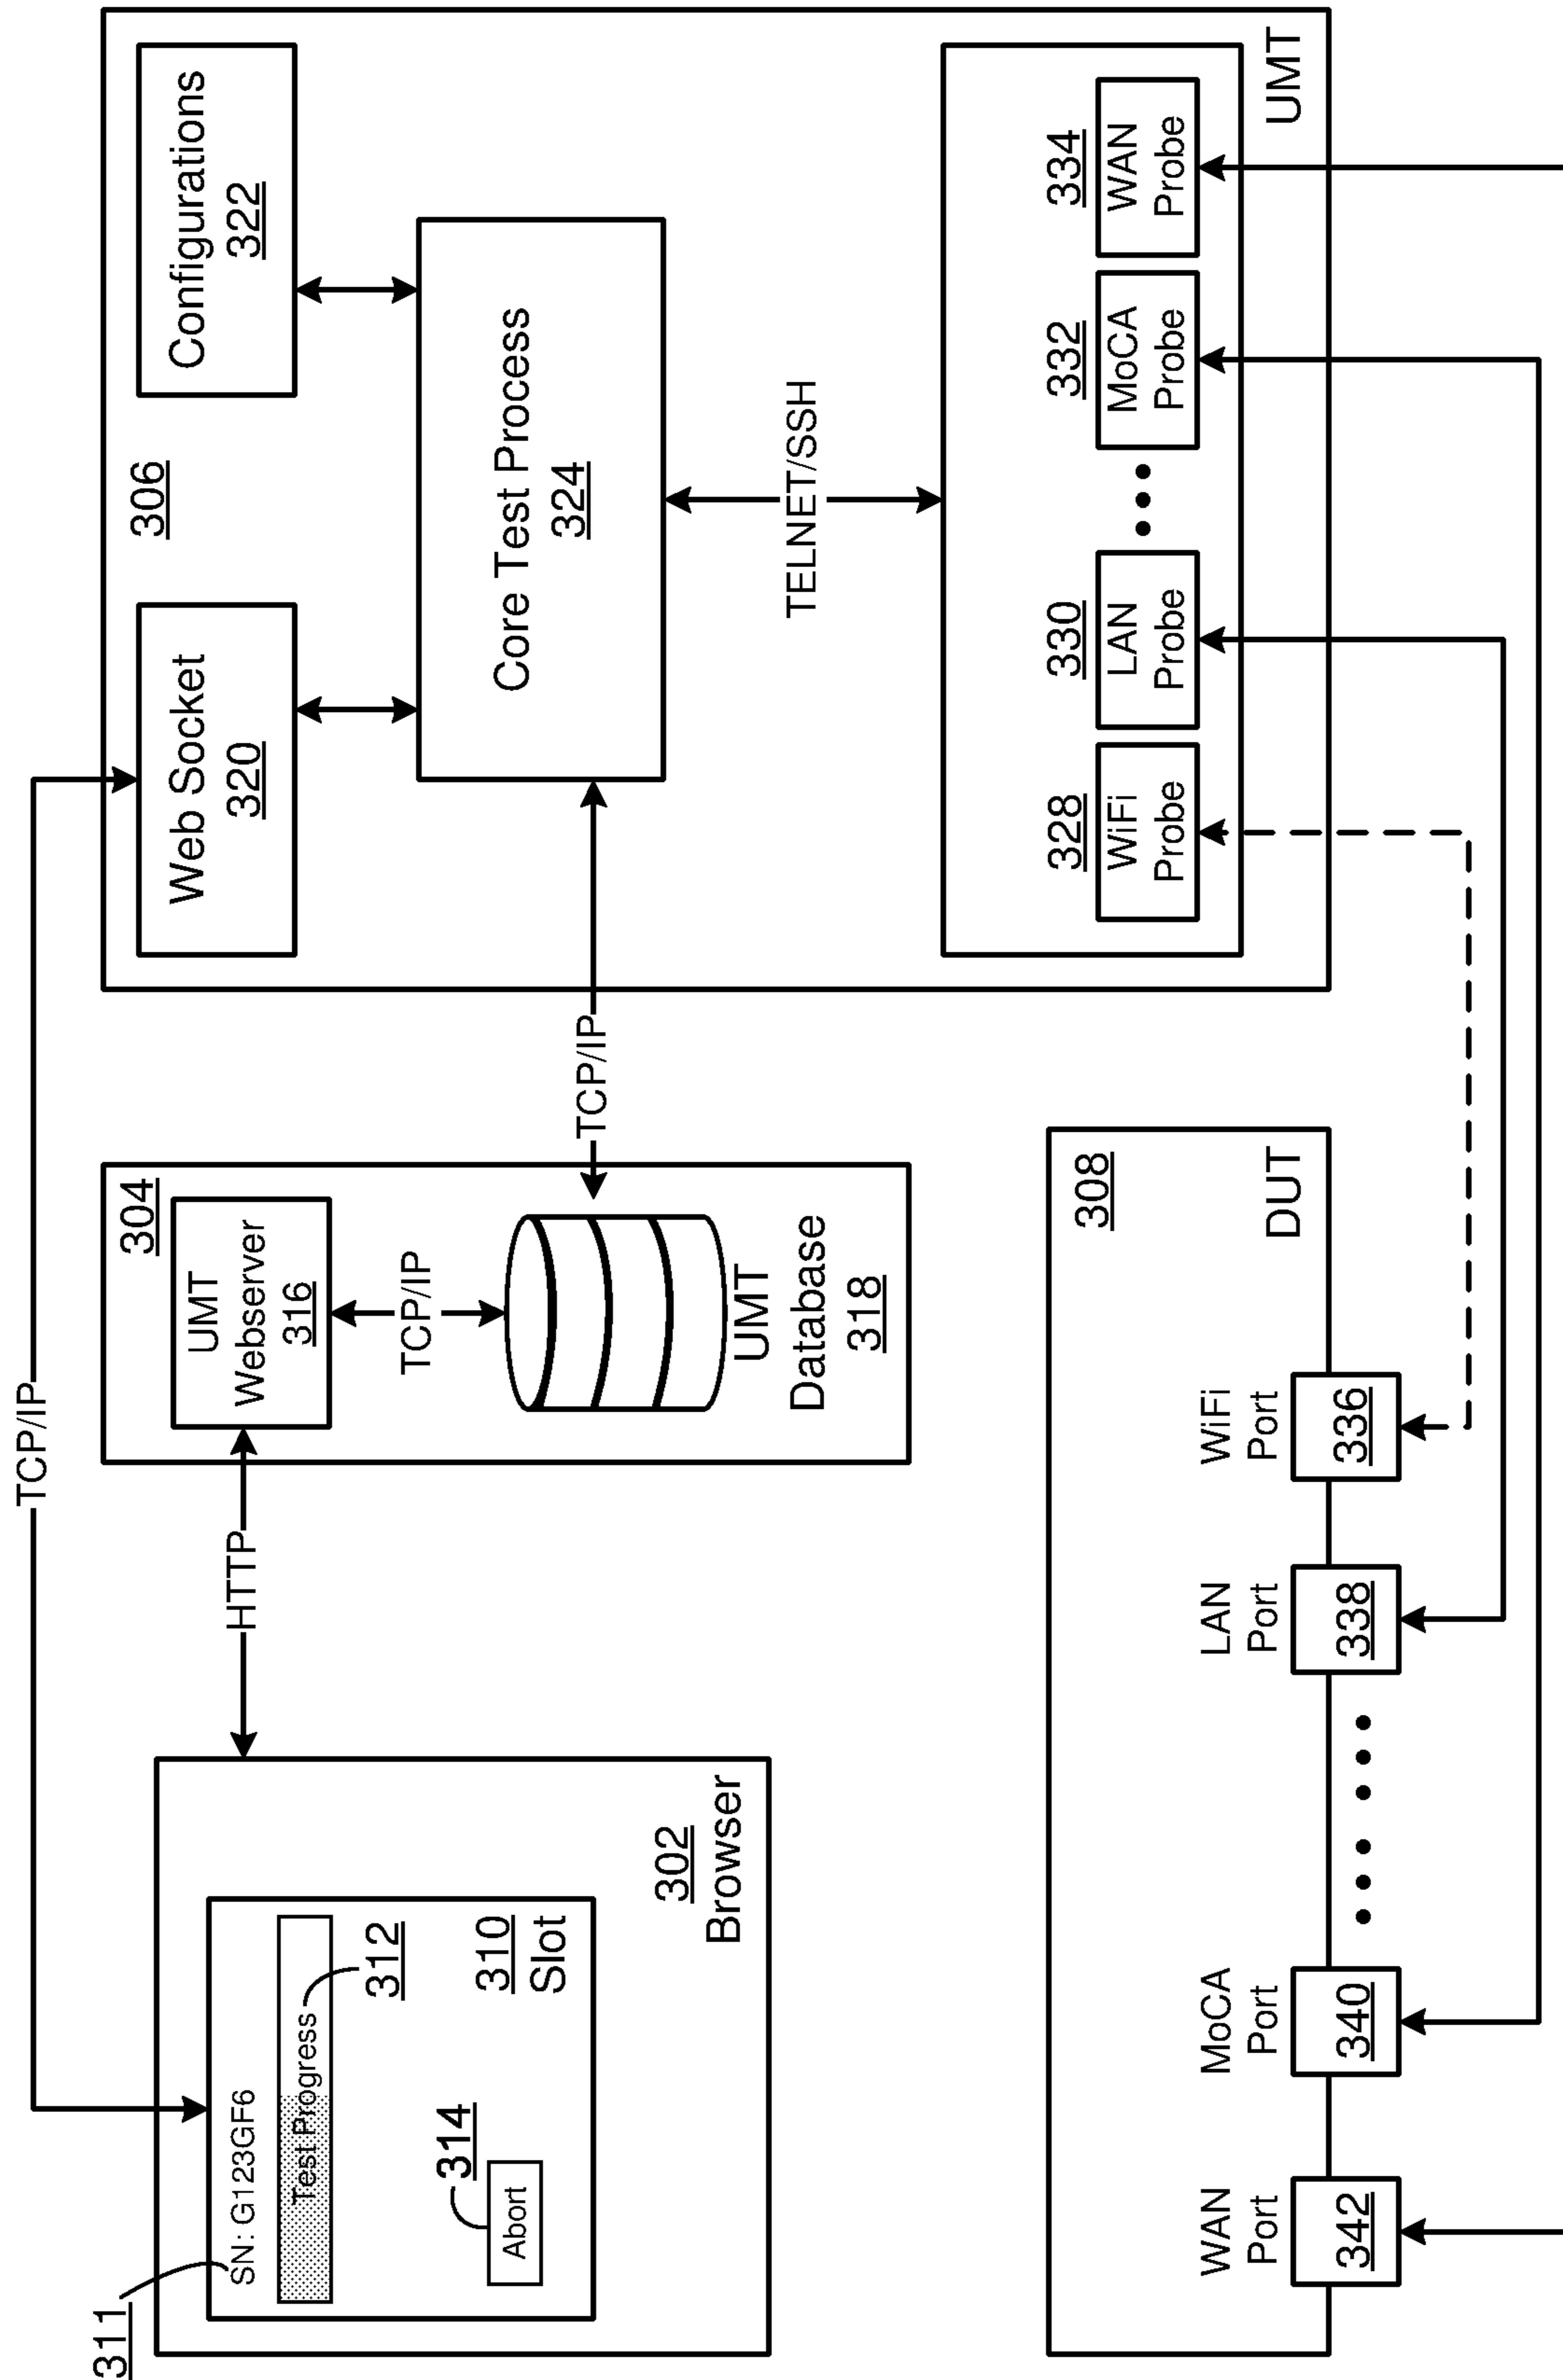 TCP/IP
311
SN: G123GF6
Test Progress
312
314
Abort
310
Slot
302
Browser
HTTP
304
UMT
Webserver
316
TCP/IP
UMT
Database
318
TCP/IP
306
Web Socket
320
Configurations
322
Core Test Process
324
TELNET/SSH
328
WiFi
Probe
330
LAN
Probe
332
MoCA
Probe
334
WAN
Probe
UMT
308
DUT
WAN
Port
342
MoCA
Port
340
LAN
Port
338
WiFi
Port
336